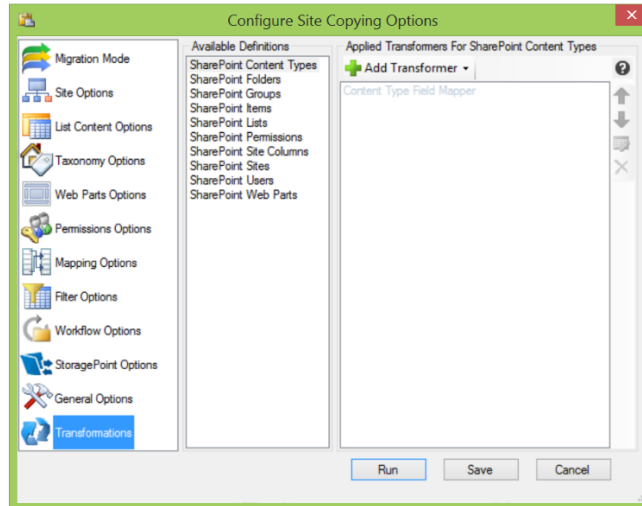 Configure Site Copying Options
Migration Mode
Site Options
List Content Options
Taxonomy Options
Web Parts Options
Permissions Options
Mapping Options
Filter Options
Workflow Options
StoragePoint Options
General Options
Transformations
Available Definitions
SharePoint Content Types
SharePoint Folders
SharePoint Groups
SharePoint Items
SharePoint Lists
SharePoint Permissions
SharePoint Site Columns
SharePoint Sites
SharePoint Users
SharePoint Web Parts
Applied Transformers For SharePoint Content Types
Add Transformer
Content Type Field Mapper
Run
Save
Cancel